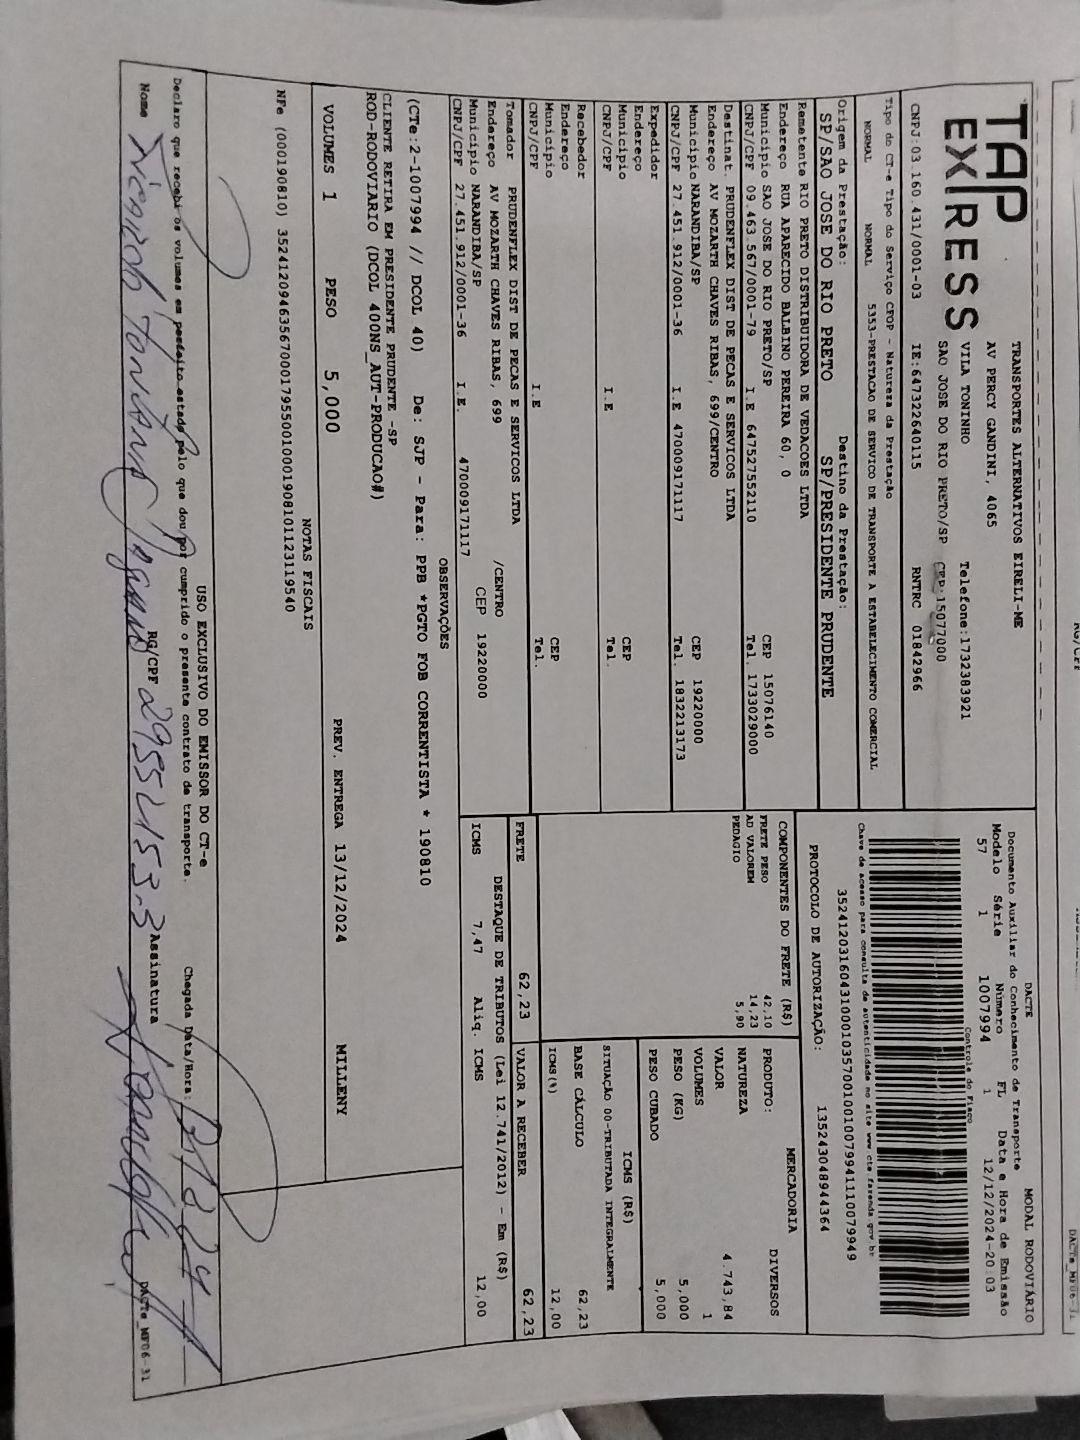 TAP
EXPRESS
TRANSPORTES ALTERNATIVOS EIRELI-ME
AV PERCY GANDINI, 4065
VILA TONINHO Telefone:1732383921
SAO JOSE DO RIO PRETO/SP CEP:15077000
CNPJ:03 160.431/0001-03 IE:647322640115 RNTRC 01842966
Tipo do CT-e Tipo do Serviço CFOP - Natureza da Prestação
NORMAL NORMAL 5353-PRESTACAO DE SERVICO DE TRANSPORTE A ESTABELECIMENTO COMERCIAL
Origem da Prestação: Destino da Prestação:
SP/SAO JOSE DO RIO PRETO SP/PRESIDENTE PRUDENTE
Remetente RIO PRETO DISTRIBUIDORA DE VEDACOES LTDA
Endereço RUA APARECIDO BALBINO PEREIRA 60, 0
Município SAO JOSE DO RIO PRETO/SP CEP 15076140
CNPJ/CPF 09.463.567/0001-79 I.E 647527552110 Tel. 1733029000
Destinat. PRUDENFLEX DIST DE PECAS E SERVICOS LTDA
Endereço AV MOZARTH CHAVES RIBAS, 699/CENTRO
Município NARANDIBA/SP CEP 19220000
CNPJ/CPF 27.451.912/0001-36 I.E 470009171117 Tel. 1832213173
Expedidor
Endereço
Município CEP
CNPJ/CPF I.E Tel.
Recebedor
Endereço
Município CEP
CNPJ/CPF I.E Tel.
Tomador PRUDENFLEX DIST DE PECAS E SERVICOS LTDA
Endereço AV MOZARTH CHAVES RIBAS, 699 /CENTRO
Município NARANDIBA/SP CEP 19220000
CNPJ/CPF 27.451.912/0001-36 I.E. 470009171117
DACTE MODAL RODOVIÁRIO
Documento Auxiliar do Conhecimento de Transporte
Modelo Série Número FL Data e Hora de Emissão
57 1 1007994 1 12/12/2024-20:03
Controle do Fisco
Chave de acesso para consulta de autenticidade no site www cte fazenda gov.br
35241203160431000103570010010079941110079949
PROTOCOLO DE AUTORIZAÇÃO: 135243048944364
COMPONENTES DO FRETE (R$)
FRETE PESO 42,10
AD VALOREM 14,23
PEDAGIO 5,90
MERCADORIA
PRODUTO: DIVERSOS
NATUREZA
VALOR 4.743,84
VOLUMES 1
PESO (KG) 5,000
PESO CUBADO 5,000
ICMS (R$)
SITUAÇÃO 00-TRIBUTADA INTEGRALMENTE
BASE CÁLCULO 62,23
ICMS (%) 12,00
FRETE 62,23 VALOR A RECEBER 62,23
DESTAQUE DE TRIBUTOS (Lei 12.741/2012) - Em (R$)
ICMS 7,47 Aliq. ICMS 12,00
OBSERVAÇÕES
(CTe:2-1007994 // DCOL 40) De: SJP - Para: PPB *PGTO FOB CORRENTISTA * 190810
CLIENTE RETIRA EM PRESIDENTE PRUDENTE -SP
ROD-RODOVIARIO (DCOL 400NS_AUT-PRODUCAO#)
VOLUMES 1 PESO 5,000 PREV. ENTREGA 13/12/2024 MILLENY
NOTAS FISCAIS
NFe (000190810) 35241209463567000179550010001908101123119540
USO EXCLUSIVO DO EMISSOR DO CT-e
Declaro que recebi os volumes em perfeito estado pelo que dou por cumprido o presente contrato de transporte. Chegada Data/Hora:
Nome RG/CPF Assinatura
DACTe_MF06-31
DACTe_MF06-31
RG/CPF